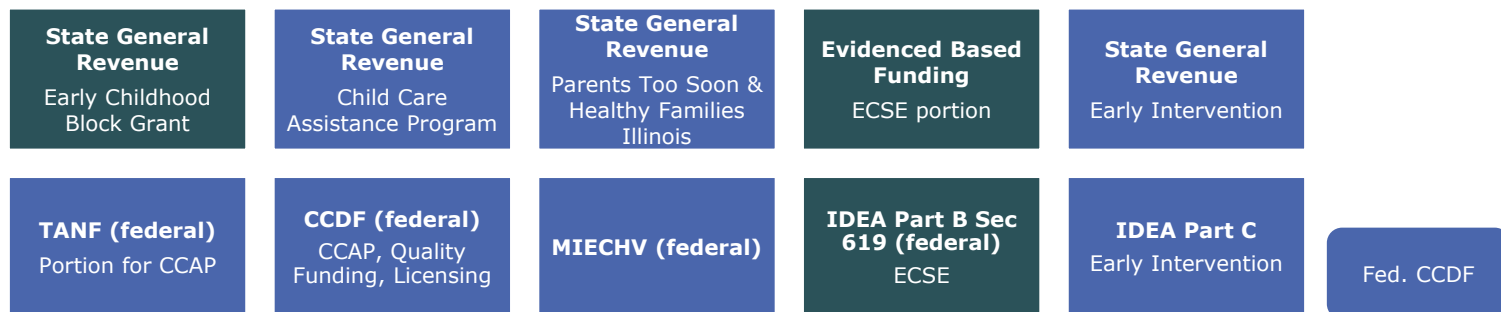 State General
Revenue
Early Childhood
Block Grant
State General
Revenue
Child Care
Assistance Program
State General
Revenue
Parents Too Soon &
Healthy Families
Illinois
Evidenced Based
Funding
ECSE portion
State General
Revenue
Early Intervention
TANF (federal)
Portion for CCAP
CCDF (federal)
CCAP, Quality
Funding, Licensing
MIECHV (federal)
IDEA Part B Sec
619 (federal)
ECSE
IDEA Part C
Early Intervention
Fed. CCDF